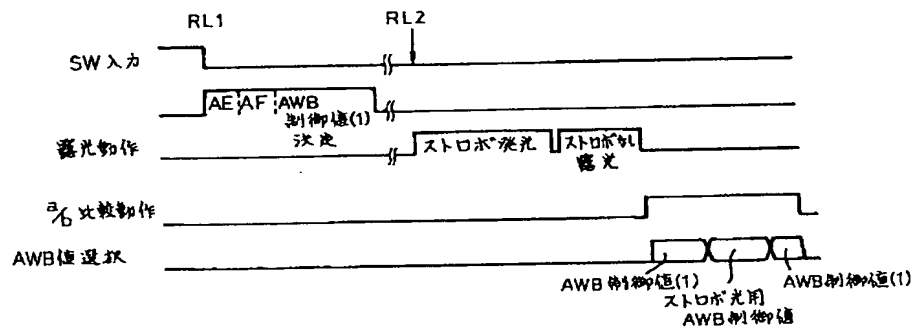 RL1
RL2
SW入力
AE AF AWB
制御値(1)
決定
露光動作
ストロボ発光
ストロボなし
露光
a/b 比較動作
AWB値選択
AWB制御値(1)
AWB制御値(1)
ストロボ光用
AWB制御値